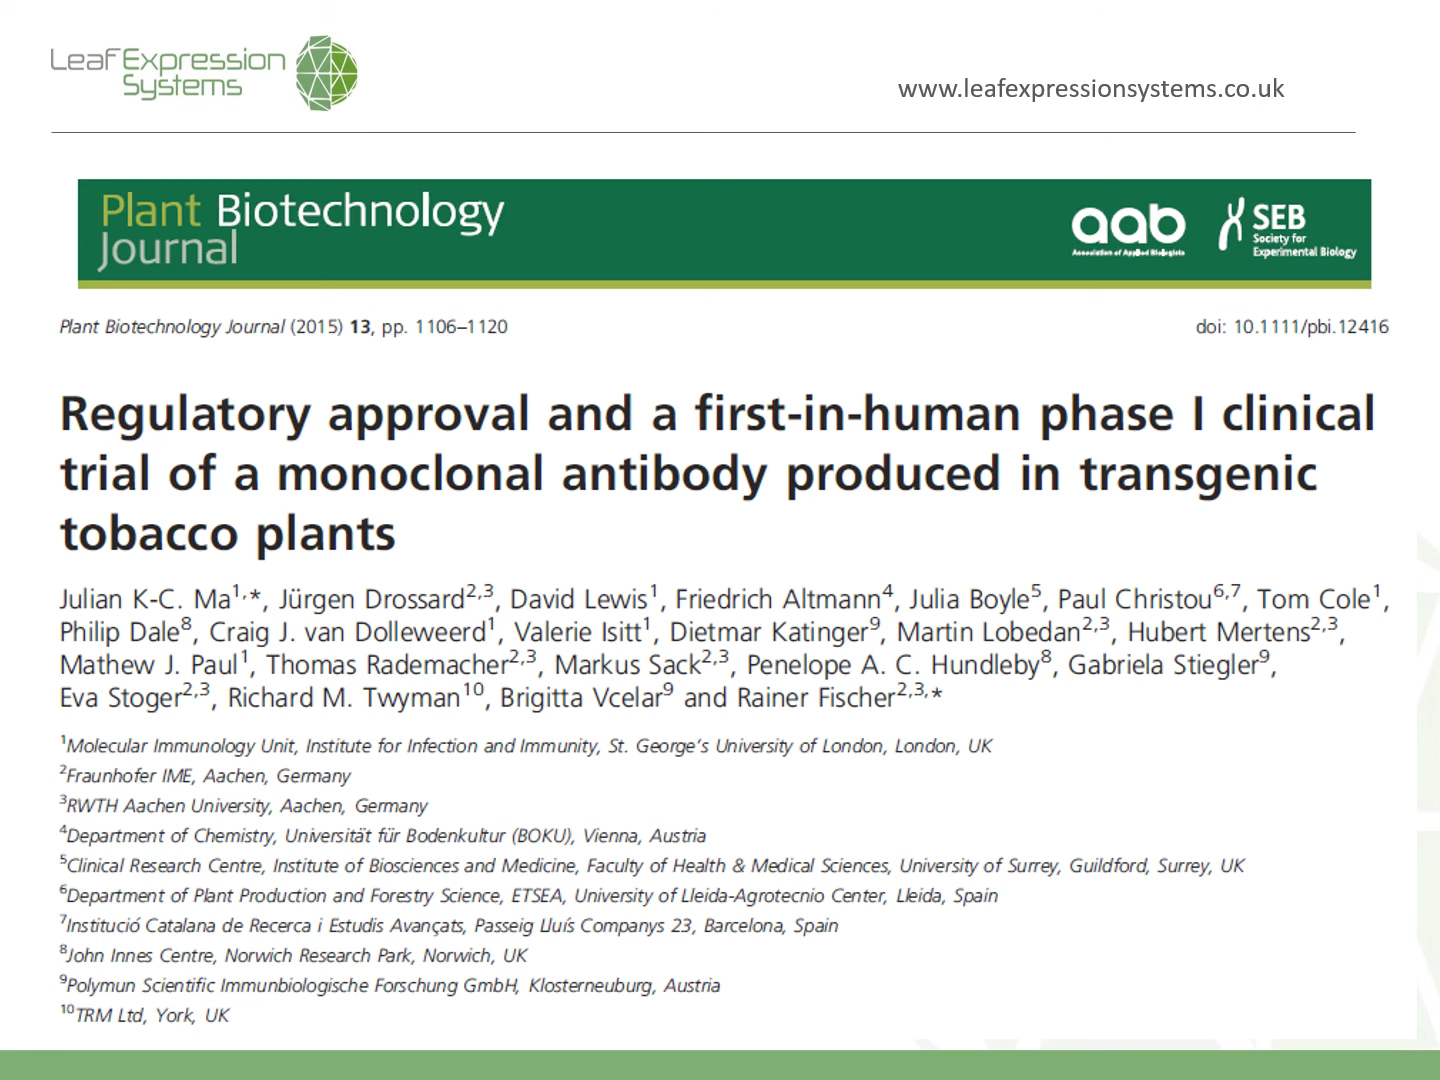 Leaf Expression
Systems
www.leafexpressionsystems.co.uk
Plant Biotechnology
Journal
aab
Association of Applied Biologists
SEB
Society for
Experimental Biology
Plant Biotechnology Journal (2015) 13, pp. 1106–1120
doi: 10.1111/pbi.12416
Regulatory approval and a first-in-human phase I clinical
trial of a monoclonal antibody produced in transgenic
tobacco plants
Julian K-C. Ma1,*, Jürgen Drossard2,3, David Lewis1, Friedrich Altmann4, Julia Boyle5, Paul Christou6,7, Tom Cole1,
Philip Dale8, Craig J. van Dolleweerd1, Valerie Isitt1, Dietmar Katinger9, Martin Lobedan2,3, Hubert Mertens2,3,
Mathew J. Paul1, Thomas Rademacher2,3, Markus Sack2,3, Penelope A. C. Hundleby8, Gabriela Stiegler9,
Eva Stoger2,3, Richard M. Twyman10, Brigitta Vcelar9 and Rainer Fischer2,3,*
1Molecular Immunology Unit, Institute for Infection and Immunity, St. George's University of London, London, UK
2Fraunhofer IME, Aachen, Germany
3RWTH Aachen University, Aachen, Germany
4Department of Chemistry, Universität für Bodenkultur (BOKU), Vienna, Austria
5Clinical Research Centre, Institute of Biosciences and Medicine, Faculty of Health & Medical Sciences, University of Surrey, Guildford, Surrey, UK
6Department of Plant Production and Forestry Science, ETSEA, University of Lleida-Agrotecnio Center, Lleida, Spain
7Institució Catalana de Recerca i Estudis Avançats, Passeig Lluís Companys 23, Barcelona, Spain
8John Innes Centre, Norwich Research Park, Norwich, UK
9Polymun Scientific Immunbiologische Forschung GmbH, Klosterneuburg, Austria
10TRM Ltd, York, UK